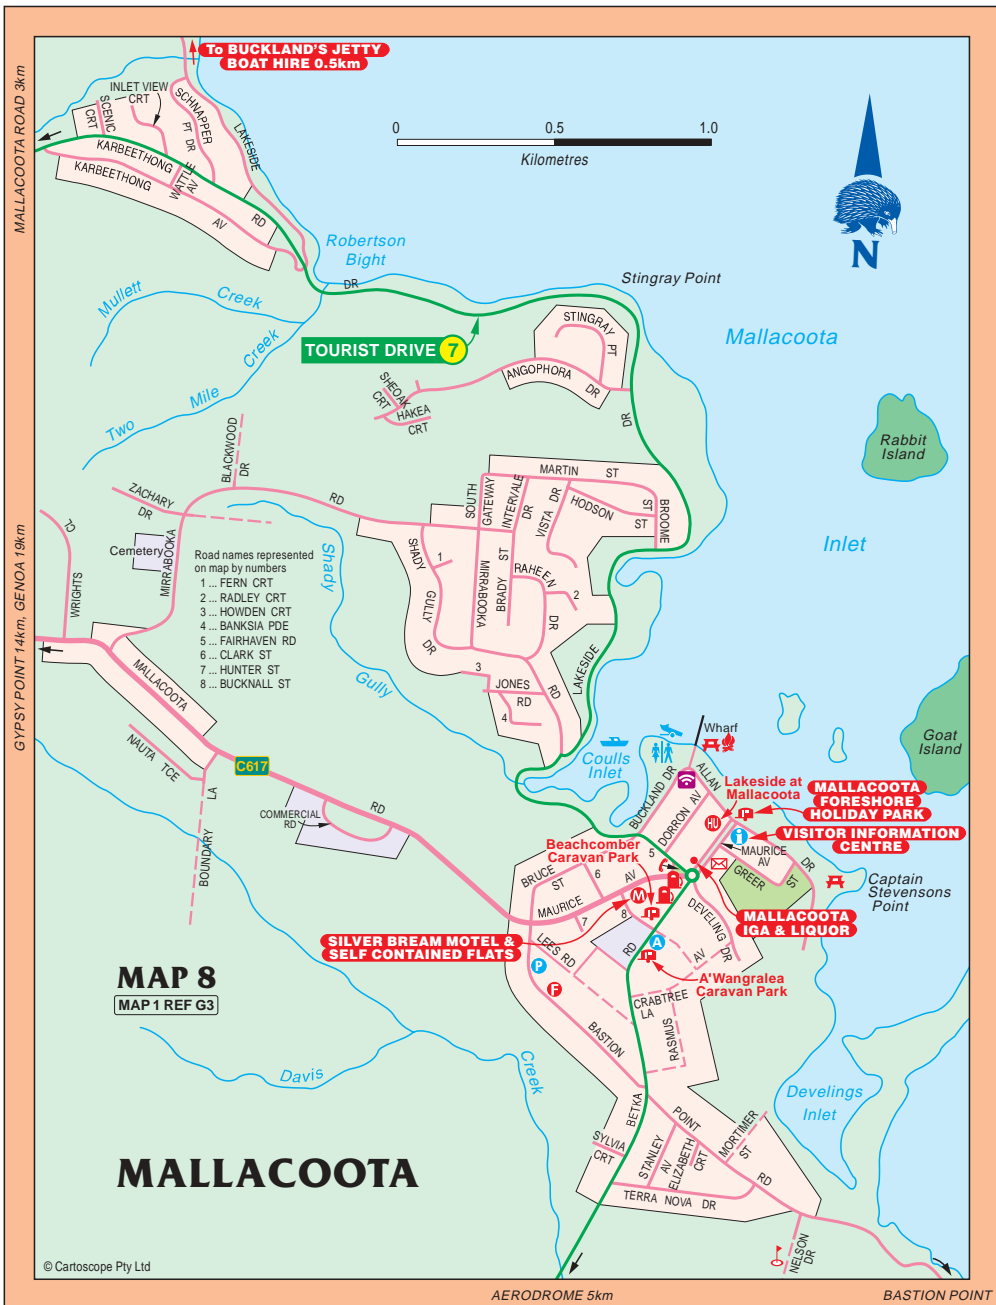 To BUCKLAND'S JETTY
BOAT HIRE 0.5km
MALLACOOTA ROAD 3km
GYPSY POINT 14km, GENOA 19km
INLET VIEW
CRT
SCENIC
CRT
SCHNAPPER
PT DR
LAKESIDE
KARBEETHONG
RD
KARBEETHONG
AV
WATTLE
AV
0
0.5
1.0
Kilometres
N
Robertson
Bight
DR
Stingray Point
Mullett
Creek
Two
Mile
Creek
TOURIST DRIVE 7
STINGRAY
PT
ANGOPHORA
DR
SHEOAK
CRT
HAKEA
CRT
DR
Mallacoota
Inlet
Rabbit
Island
Goat
Island
BLACKWOOD
DR
ZACHARY
DR
RD
MIRRABOOKA
Cemetery
WRIGHTS
CL
Road names represented
on map by numbers
1 ... FERN CRT
2 ... RADLEY CRT
3 ... HOWDEN CRT
4 ... BANKSIA PDE
5 ... FAIRHAVEN RD
6 ... CLARK ST
7 ... HUNTER ST
8 ... BUCKNALL ST
Shady
Gully
MARTIN
ST
SOUTH
GATEWAY
INTERVALE
DR
VISTA
DR
HODSON
ST
ST
BROOME
SHADY
GULLY
DR
1
MIRRABOOKA
BRADY
ST
RAHEEN
DR
2
3
JONES
RD
4
RD
LAKESIDE
MALLACOOTA
RD
NAUTA
TCE
BOUNDARY
LA
C617
COMMERCIAL
RD
Coulls
Inlet
Wharf
BUCKLAND DR
ALLAN
DR
DORRON AV
HU
Lakeside at
Mallacoota
MALLACOOTA
FORESHORE
HOLIDAY PARK
i
VISITOR INFORMATION
CENTRE
MAURICE
AV
GREER
ST
Captain
Stevensons
Point
Beachcomber
Caravan Park
5
BRUCE
ST
6
AV
MAURICE
7
8
M
DEVELING
DR
MALLACOOTA
IGA & LIQUOR
SILVER BREAM MOTEL &
SELF CONTAINED FLATS
LEES RD
P
F
RD
A
AV
A'Wangralea
Caravan Park
CRABTREE
LA
RASMUS
BASTION
BETKA
POINT
RD
MAP 8
MAP 1 REF G3
Davis
Creek
Develings
Inlet
SYLVIA
CRT
STANLEY
AV
ELIZABETH
CRT
MORTIMER
ST
TERRA NOVA DR
NELSON
DR
MALLACOOTA
© Cartoscope Pty Ltd
AERODROME 5km
BASTION POINT